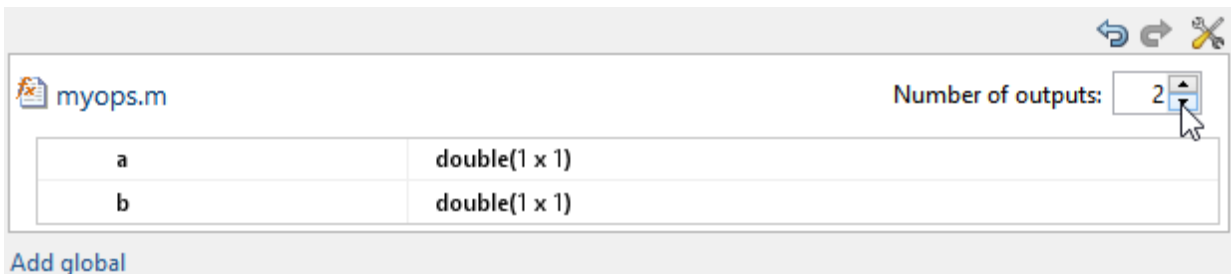 myops.m Number of outputs: 2
a double(1 x 1)
b double(1 x 1)
Add global